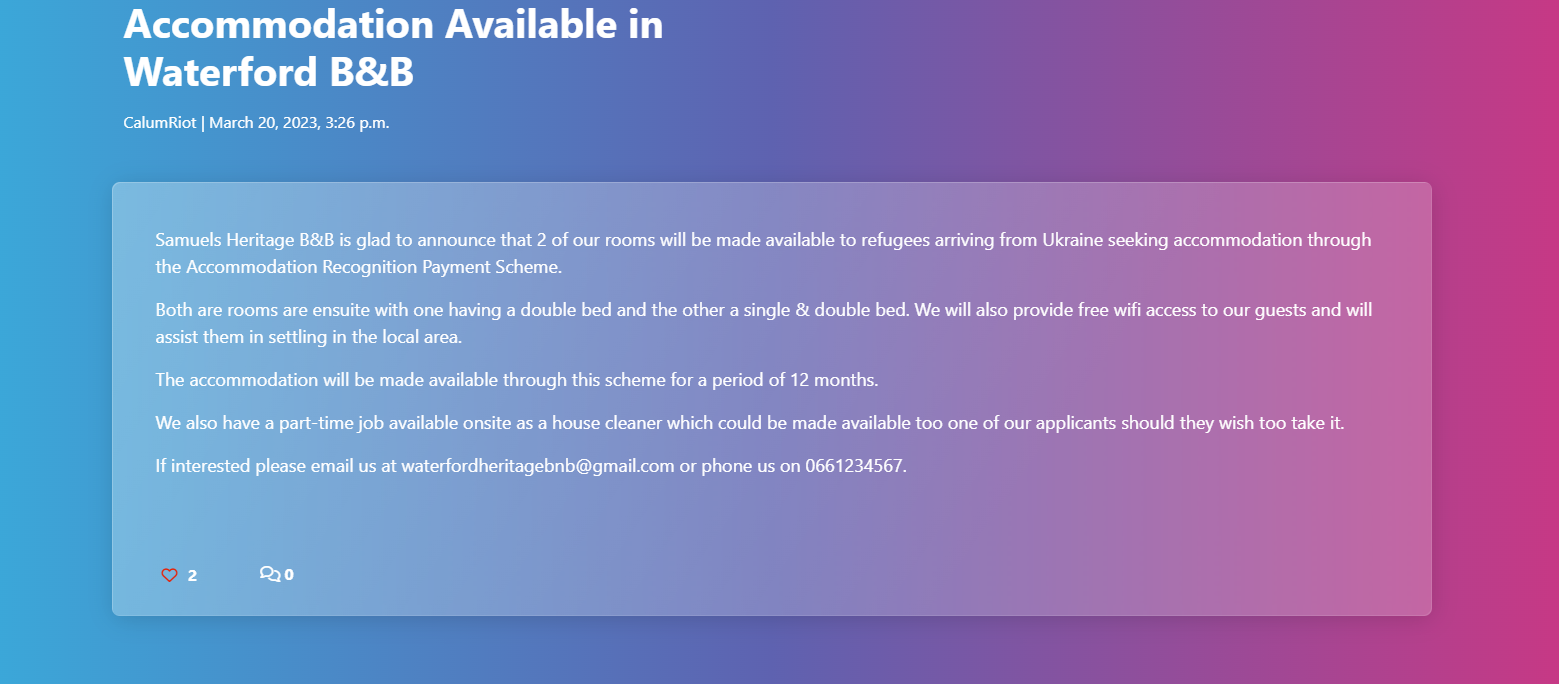 Accommodation Available in
Waterford B&B
CalumRiot | March 20, 2023, 3:26 p.m.
Samuels Heritage B&B is glad to announce that 2 of our rooms will be made available to refugees arriving from Ukraine seeking accommodation through
the Accommodation Recognition Payment Scheme.
Both are rooms are ensuite with one having a double bed and the other a single & double bed. We will also provide free wifi access to our guests and will
assist them in settling in the local area.
The accommodation will be made available through this scheme for a period of 12 months.
We also have a part-time job available onsite as a house cleaner which could be made available too one of our applicants should they wish too take it.
If interested please email us at waterfordheritagebnb@gmail.com or phone us on 0661234567.
2 0